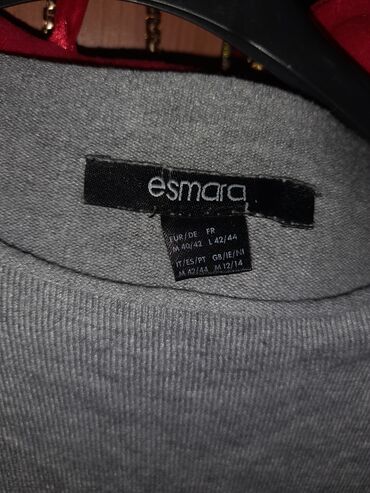 esmara
EUR/DE FR
M 40/42 L 42/44
IT/ES/PT GB/IE/NI
M 42/44 M 12/14